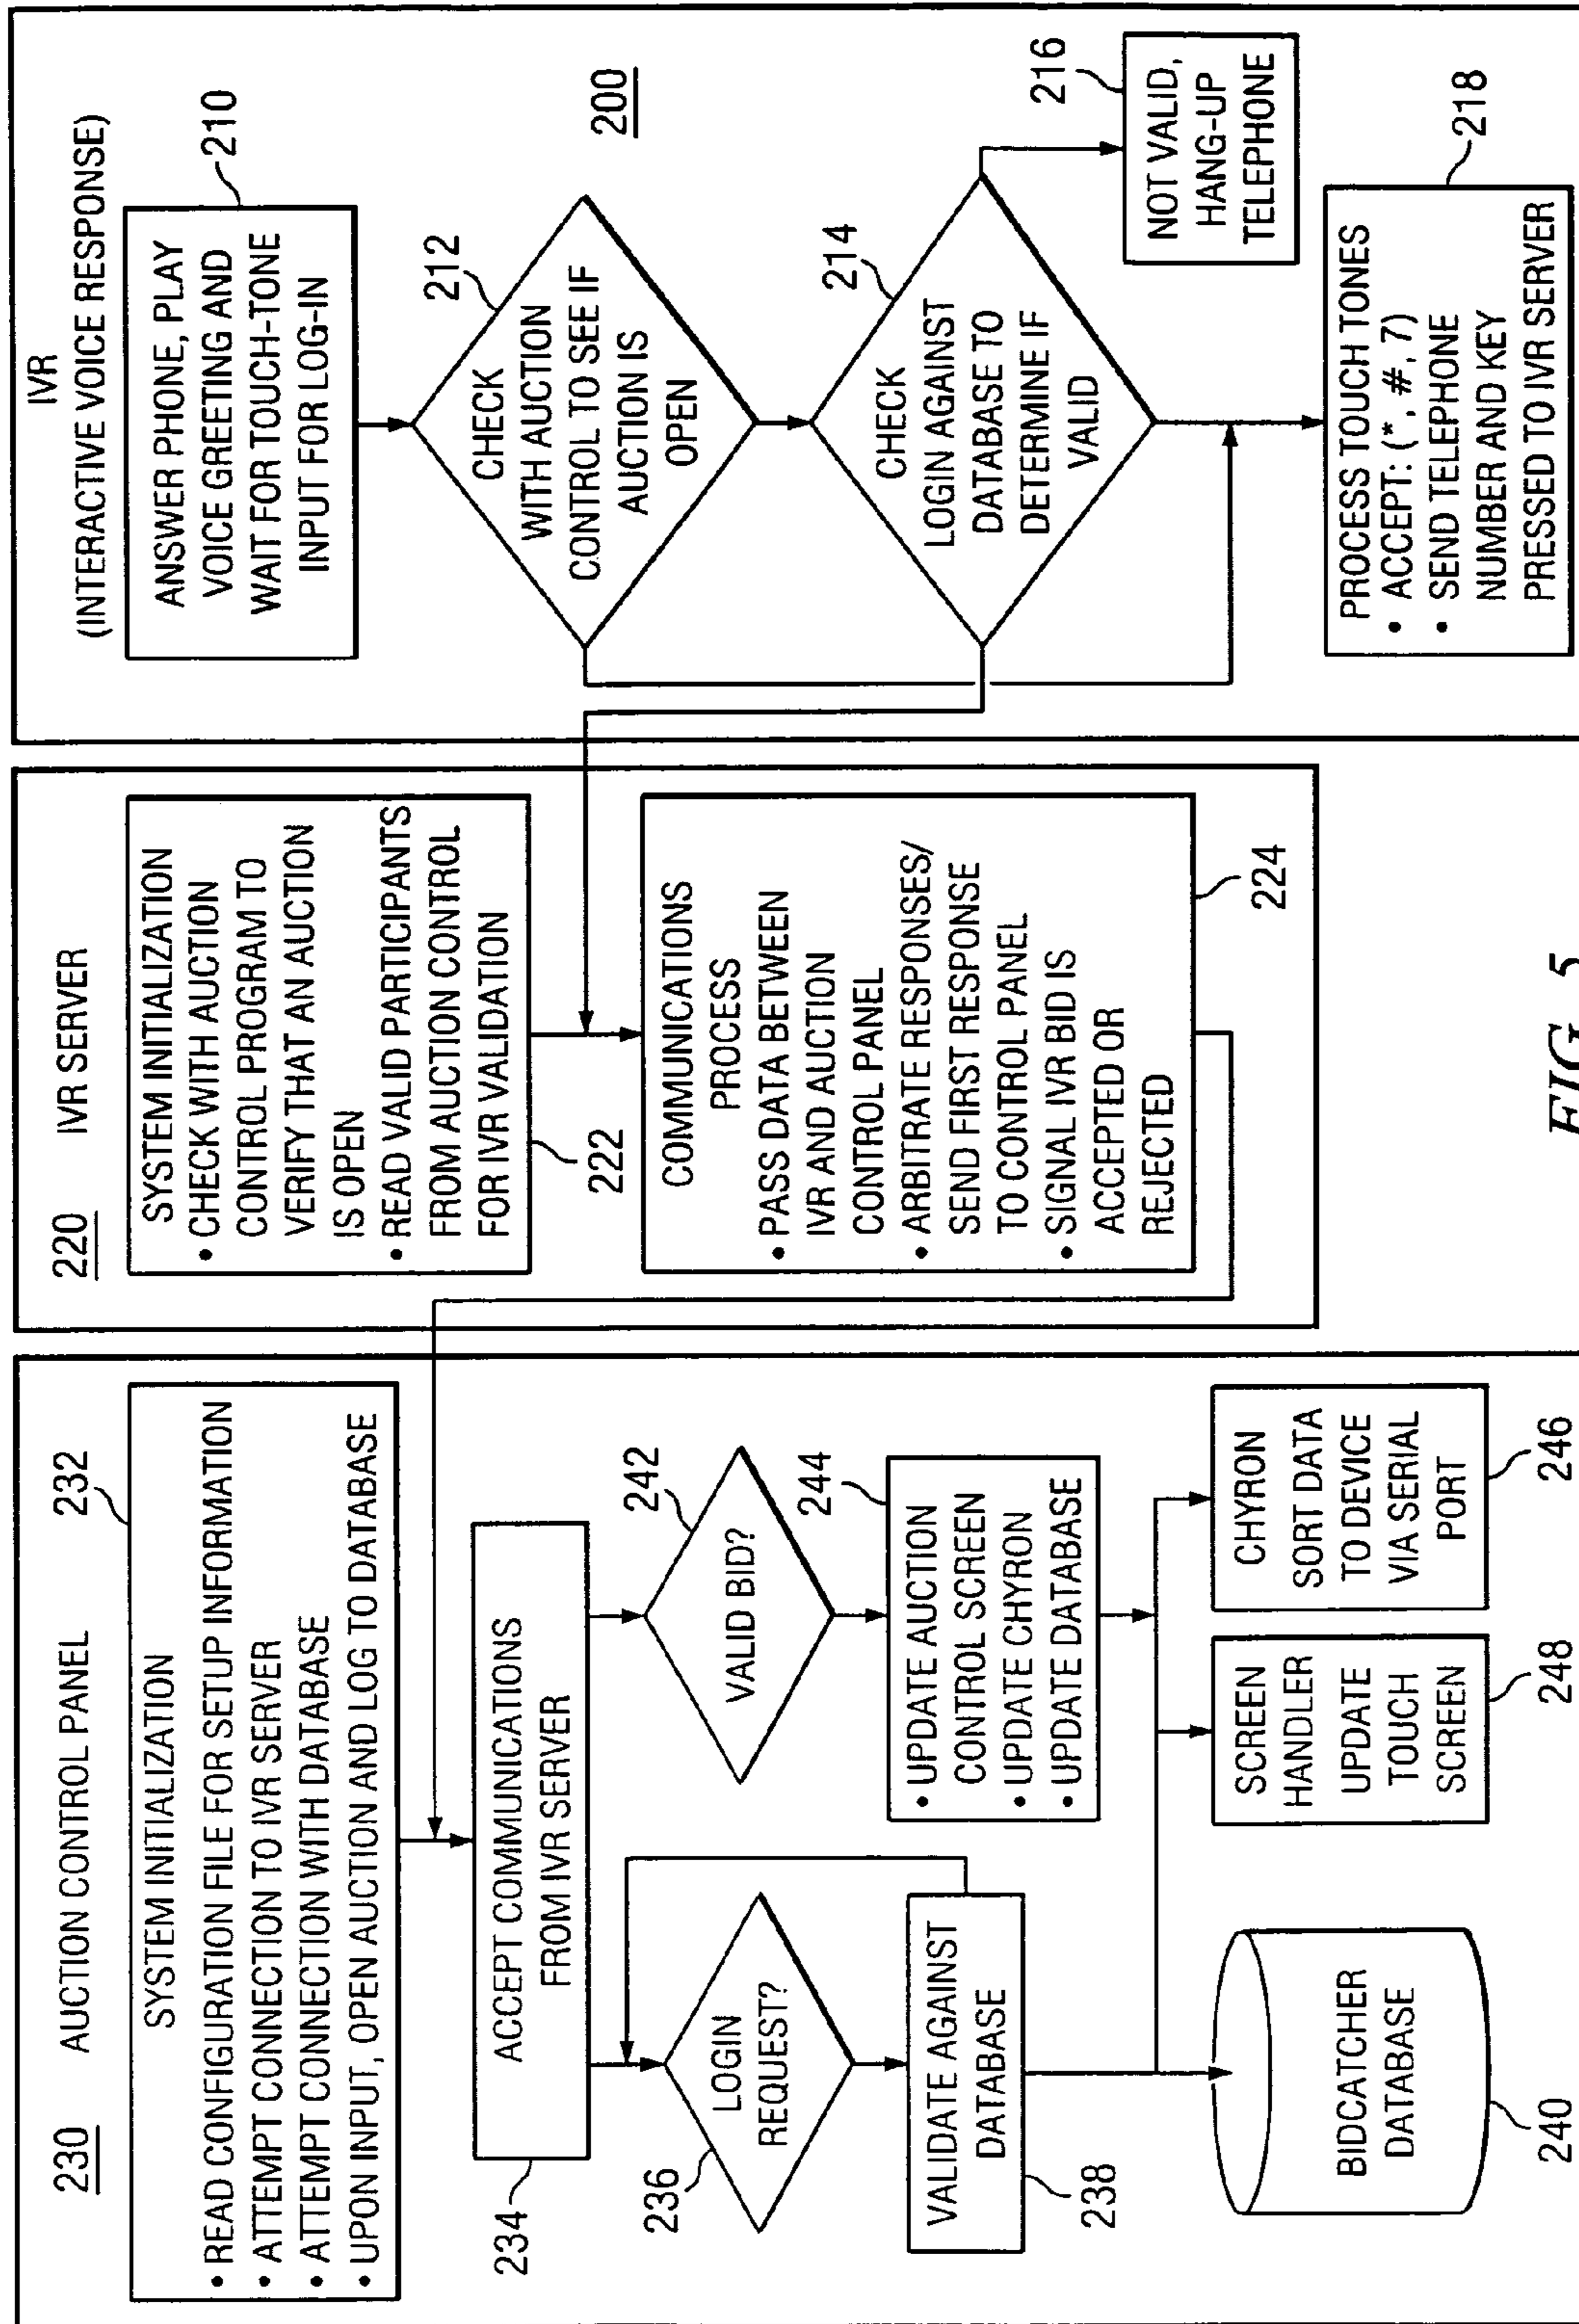 230
AUCTION CONTROL PANEL
232
SYSTEM INITIALIZATION
• READ CONFIGURATION FILE FOR SETUP INFORMATION
• ATTEMPT CONNECTION TO IVR SERVER
• ATTEMPT CONNECTION WITH DATABASE
• UPON INPUT, OPEN AUCTION AND LOG TO DATABASE
234
ACCEPT COMMUNICATIONS
FROM IVR SERVER
236
LOGIN
REQUEST?
242
VALID BID?
238
VALIDATE AGAINST
DATABASE
244
• UPDATE AUCTION
CONTROL SCREEN
• UPDATE CHYRON
• UPDATE DATABASE
BIDCATCHER
DATABASE
240
SCREEN
HANDLER
UPDATE
TOUCH
SCREEN
248
CHYRON
SORT DATA
TO DEVICE
VIA SERIAL
PORT
246
220
IVR SERVER
SYSTEM INITIALIZATION
• CHECK WITH AUCTION
CONTROL PROGRAM TO
VERIFY THAT AN AUCTION
IS OPEN
• READ VALID PARTICIPANTS
FROM AUCTION CONTROL
FOR IVR VALIDATION
222
COMMUNICATIONS
PROCESS
• PASS DATA BETWEEN
IVR AND AUCTION
CONTROL PANEL
• ARBITRATE RESPONSES/
SEND FIRST RESPONSE
TO CONTROL PANEL
• SIGNAL IVR BID IS
ACCEPTED OR
REJECTED
224
IVR
(INTERACTIVE VOICE RESPONSE)
210
ANSWER PHONE, PLAY
VOICE GREETING AND
WAIT FOR TOUCH-TONE
INPUT FOR LOG-IN
212
CHECK
WITH AUCTION
CONTROL TO SEE IF
AUCTION IS
OPEN
200
214
CHECK
LOGIN AGAINST
DATABASE TO
DETERMINE IF
VALID
216
NOT VALID,
HANG-UP
TELEPHONE
PROCESS TOUCH TONES
• ACCEPT: (*, #, 7)
• SEND TELEPHONE
NUMBER AND KEY
PRESSED TO IVR SERVER
218
FIG. 5